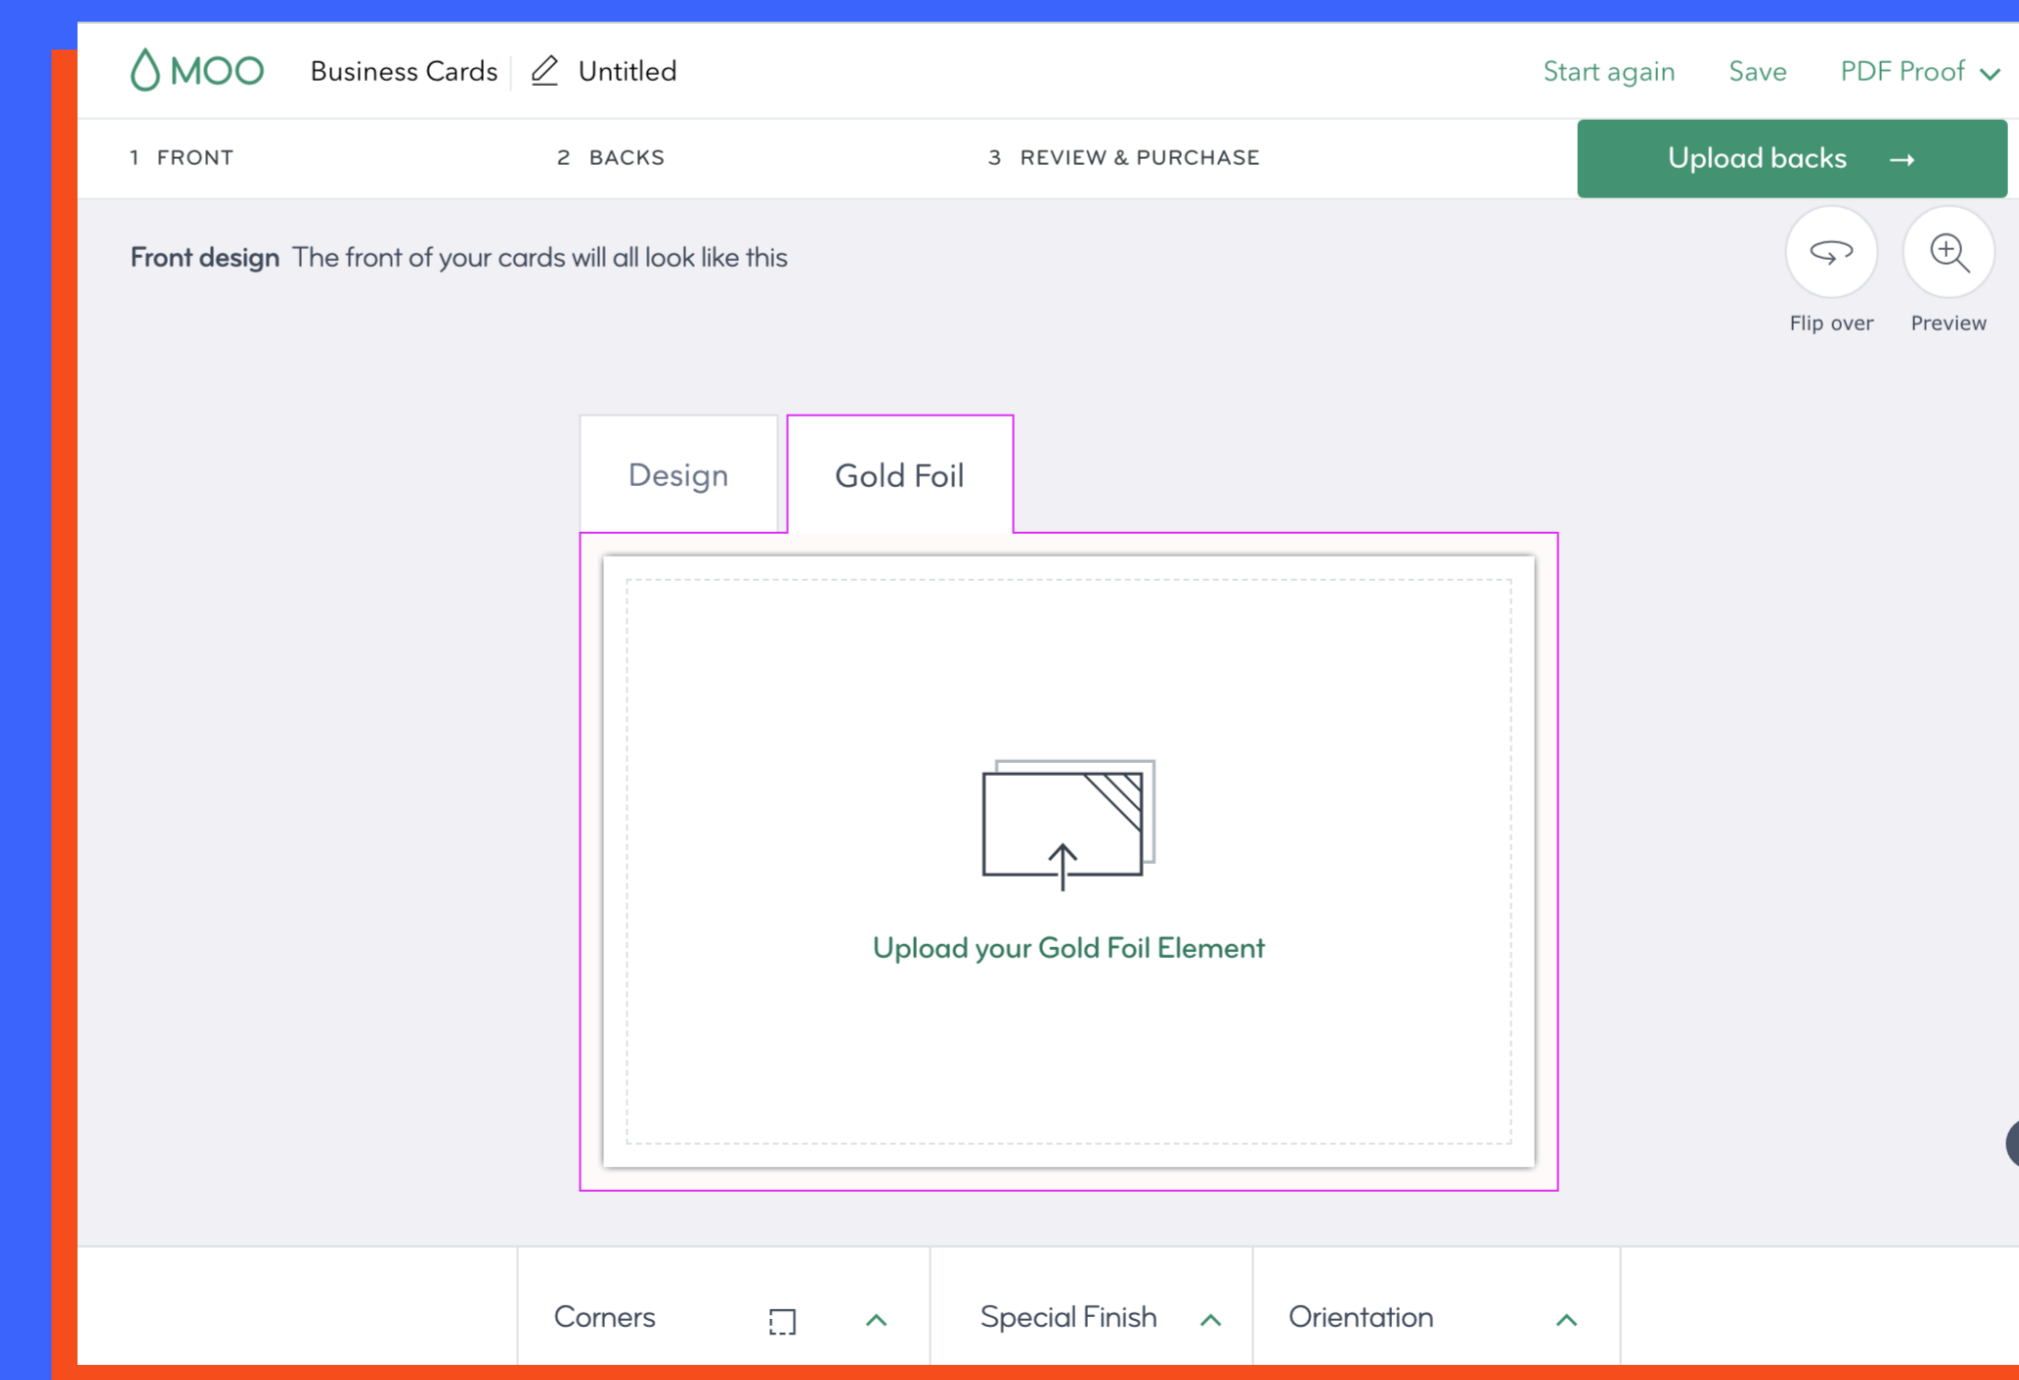 MOO Business Cards Untitled Start again Save PDF Proof
1 FRONT 2 BACKS 3 REVIEW & PURCHASE Upload backs →
Front design The front of your cards will all look like this
Flip over Preview
Design Gold Foil
Upload your Gold Foil Element
Corners Special Finish Orientation